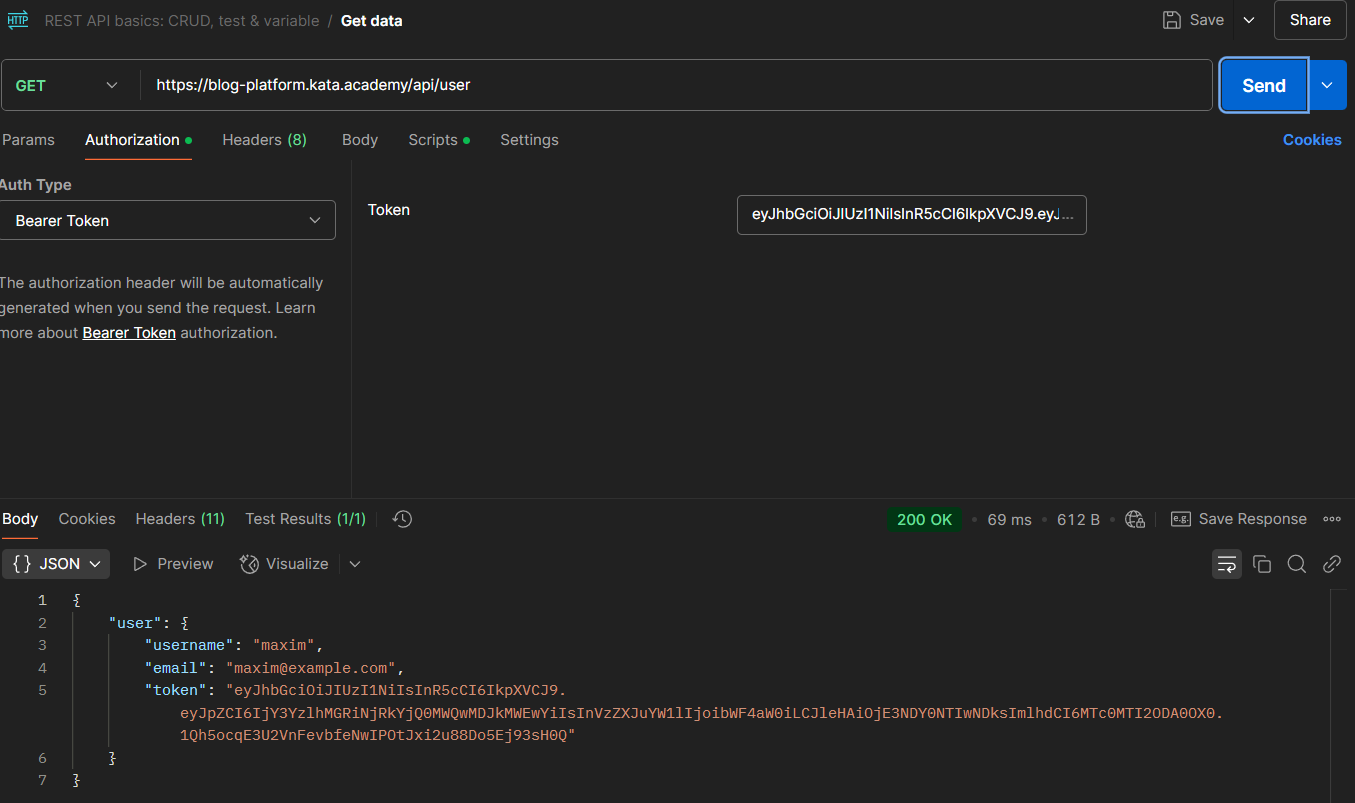 HTTP REST API basics: CRUD, test & variable / Get data Save Share
GET https://blog-platform.kata.academy/api/user Send
Params Authorization Headers (8) Body Scripts Settings Cookies
Auth Type
Bearer Token
Token eyJhbGciOiJIUzI1NiIsInR5cCI6IkpXVCJ9.eyJ...
The authorization header will be automatically
generated when you send the request. Learn
more about Bearer Token authorization.
Body Cookies Headers (11) Test Results (1/1) 200 OK • 69 ms • 612 B • e.g. Save Response
{} JSON Preview Visualize
1 {
2 "user": {
3 "username": "maxim",
4 "email": "maxim@example.com",
5 "token": "eyJhbGciOiJIUzI1NiIsInR5cCI6IkpXVCJ9.
eyJpZCI6IjY3YzlhMGRiNjRkYjQ0MWQwMDJkMWEwYiIsInVzZXJuYW1lIjoibWF4aW0iLCJleHAiOjE3NDY0NTIwNDksImlhdCI6MTc0MTI2ODA0OX0.
1Qh5ocqE3U2VnFevbfeNwIPOtJxi2u88Do5Ej93sH0Q"
6 }
7 }